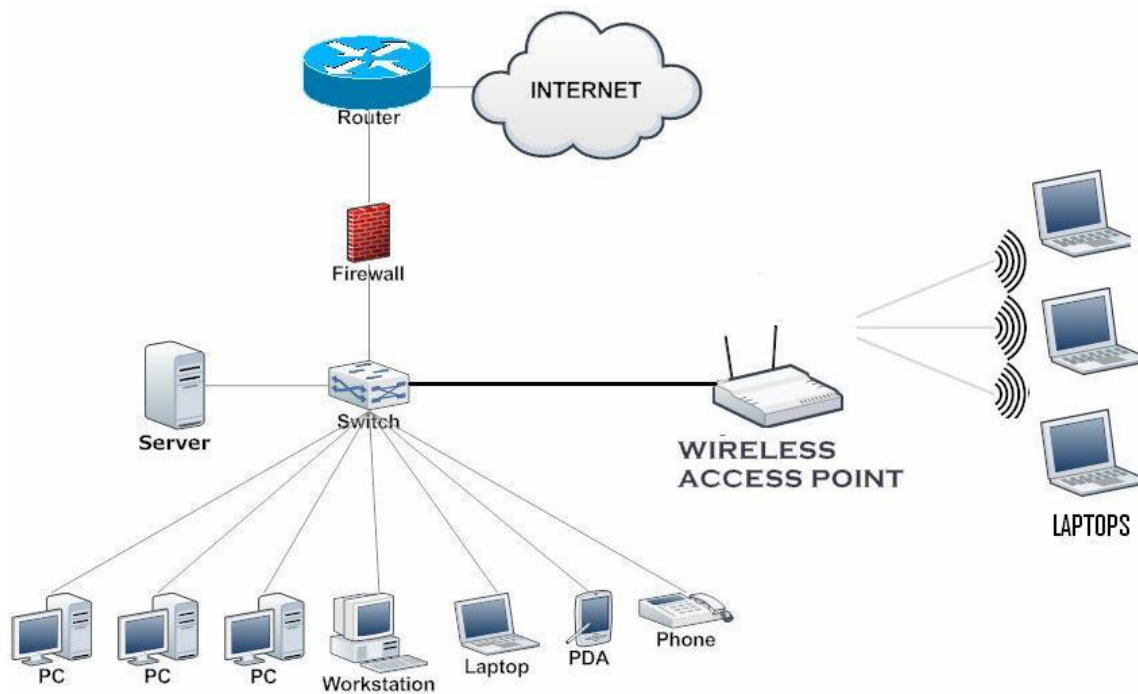 INTERNET
Router
Firewall
Server
Switch
WIRELESS
ACCESS POINT
LAPTOPS
PC
PC
PC
Workstation
Laptop
PDA
Phone